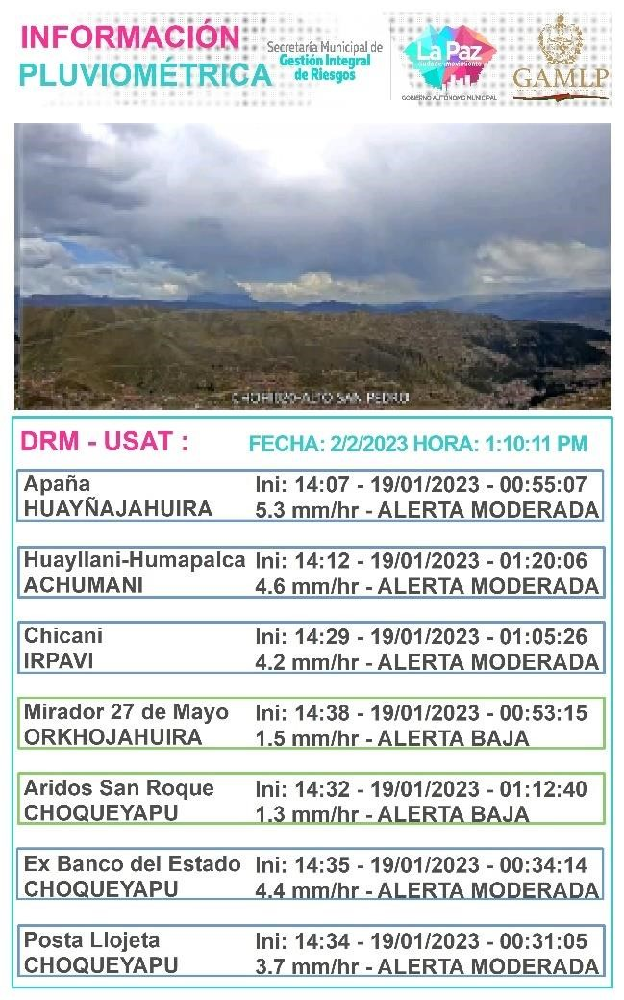 INFORMACIÓN
PLUVIOMÉTRICA
Secretaría Municipal de
Gestión Integral
de Riesgos
La Paz
ciudad en movimiento
GOBIERNO AUTÓNOMO MUNICIPAL
GAMLP
CHOPII020-ALTO SAN PEDRO
DRM - USAT :
FECHA: 2/2/2023 HORA: 1:10:11 PM
Apaña
Ini: 14:07 - 19/01/2023 - 00:55:07
HUAYÑAJAHUIRA
5.3 mm/hr - ALERTA MODERADA
Huayllani-Humapalca
Ini: 14:12 - 19/01/2023 - 01:20:06
ACHUMANI
4.6 mm/hr - ALERTA MODERADA
Chicani
Ini: 14:29 - 19/01/2023 - 01:05:26
IRPAVI
4.2 mm/hr - ALERTA MODERADA
Mirador 27 de Mayo
Ini: 14:38 - 19/01/2023 - 00:53:15
ORKHOJAHUIRA
1.5 mm/hr - ALERTA BAJA
Aridos San Roque
Ini: 14:32 - 19/01/2023 - 01:12:40
CHOQUEYAPU
1.3 mm/hr - ALERTA BAJA
Ex Banco del Estado
Ini: 14:35 - 19/01/2023 - 00:34:14
CHOQUEYAPU
4.4 mm/hr - ALERTA MODERADA
Posta Llojeta
Ini: 14:34 - 19/01/2023 - 00:31:05
CHOQUEYAPU
3.7 mm/hr - ALERTA MODERADA